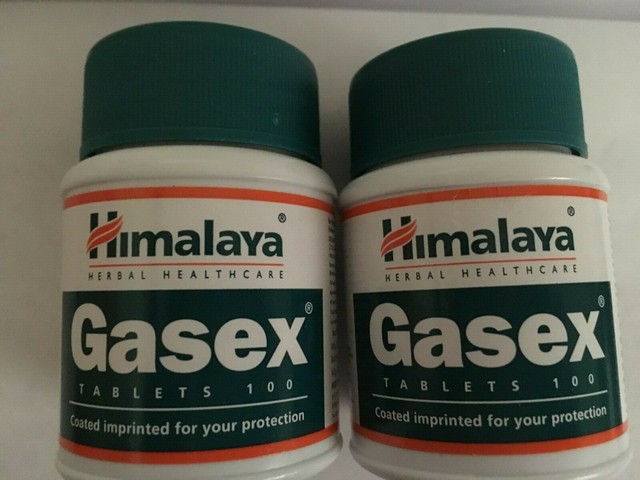 Himalaya®
HERBAL HEALTHCARE
Gasex®
TABLETS 100
Coated imprinted for your protection
Himalaya®
HERBAL HEALTHCARE
Gasex®
TABLETS 100
Coated imprinted for your protection